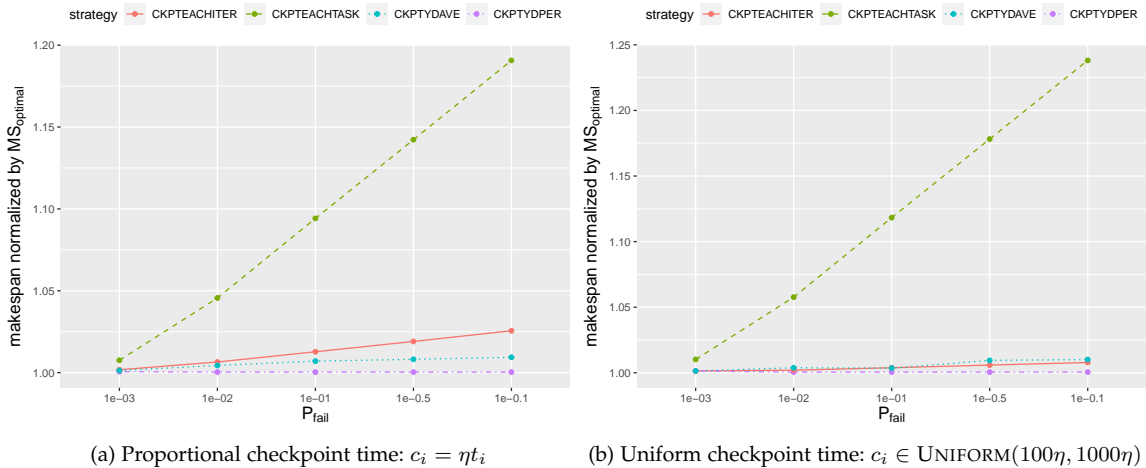 strategy CKPTEACHITER CKPTEACHTASK CKPTYDAVE CKPTYDPER
1.20
1.15
1.10
1.05
1.00
makespan normalized by MSoptimal
1e−03 1e−02 1e−01 1e−0.5 1e−0.1
Pfail
(a) Proportional checkpoint time: ci = ηti
strategy CKPTEACHITER CKPTEACHTASK CKPTYDAVE CKPTYDPER
1.25
1.20
1.15
1.10
1.05
1.00
makespan normalized by MSoptimal
1e−03 1e−02 1e−01 1e−0.5 1e−0.1
Pfail
(b) Uniform checkpoint time: ci ∈ UNIFORM(100η, 1000η)